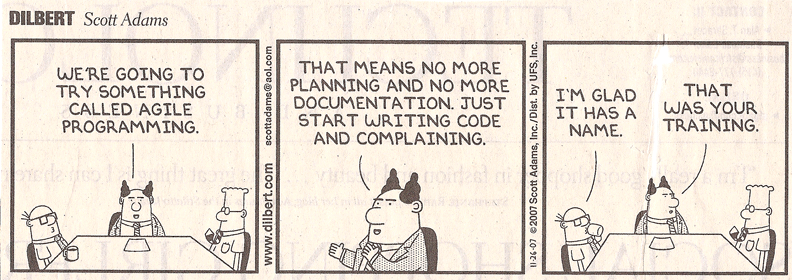 DILBERT Scott Adams
WE'RE GOING TO
TRY SOMETHING
CALLED AGILE
PROGRAMMING.
www.dilbert.com scottadams@aol.com
THAT MEANS NO MORE
PLANNING AND NO MORE
DOCUMENTATION. JUST
START WRITING CODE
AND COMPLAINING.
11-26-07 ©2007 Scott Adams, Inc./Dist. by UFS, Inc.
I'M GLAD
IT HAS A
NAME.
THAT
WAS YOUR
TRAINING.